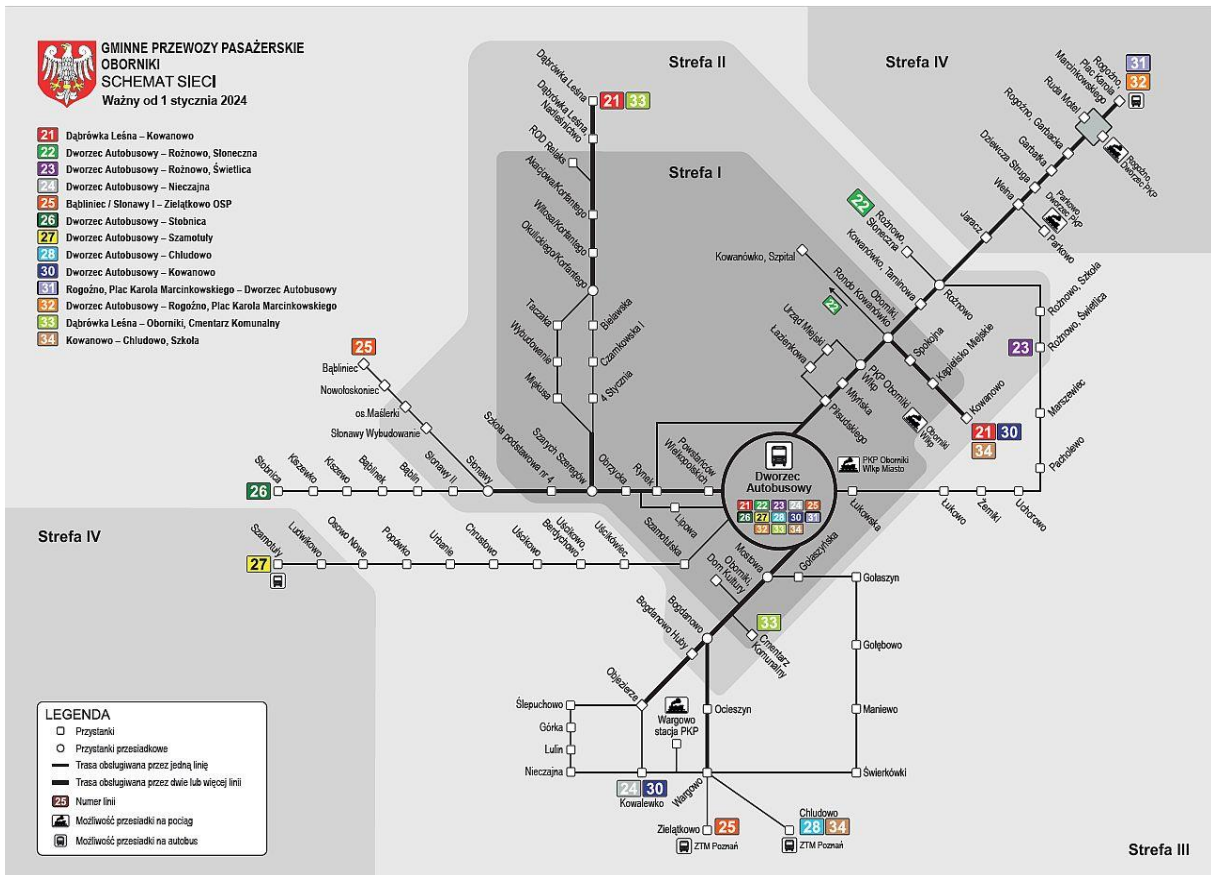 GMINNE PRZEWOZY PASAŻERSKIE
OBORNIKI
SCHEMAT SIECI
Ważny od 1 stycznia 2024
21 Dąbrówka Leśna – Kowanowo
22 Dworzec Autobusowy – Rożnowo, Słoneczna
23 Dworzec Autobusowy – Rożnowo, Świetlica
24 Dworzec Autobusowy – Nieczajna
25 Bąbliniec / Słonawy I – Zielątkowo OSP
26 Dworzec Autobusowy – Stobnica
27 Dworzec Autobusowy – Szamotuły
28 Dworzec Autobusowy – Chludowo
30 Dworzec Autobusowy – Kowanowo
31 Rogoźno, Plac Karola Marcinkowskiego – Dworzec Autobusowy
32 Dworzec Autobusowy – Rogoźno, Plac Karola Marcinkowskiego
33 Dąbrówka Leśna – Oborniki, Cmentarz Komunalny
34 Kowanowo – Chludowo, Szkoła
Strefa II
Strefa IV
Strefa I
Dąbrówka Leśna
21 33
Dąbrówka Leśna,
Nadleśnictwo
ROD Relaks
Akacjowa/Korfantego
Witosa/Korfantego
Okulickiego/Korfantego
Taczaka
Wybudowanie
Miękusa
Bielawska
Czarnkowska I
4 Stycznia
Rogoźno,
Plac Karola
Marcinkowskiego
31
32
Ruda Motel
Rogoźno, Garbacka
Rogoźno
Dworzec PKP
Garbatka
Dziewcza Struga
Wełna
Parkowo
Dworzec PKP
Parkowo
Jaracz
22
Rożnowo,
Słoneczna
Kowanówko, Taminowa
Rożnowo
Oborniki,
Rondo Kowanówko
Kowanówko, Szpital
22
Rożnowo, Szkoła
Rożnowo, Świetlica
23
Marszewiec
Pacholewo
Uchorowo
Żerniki
Łukowo
Łukowska
Urząd Miejski
Łazienkowa
PKP Oborniki
Wlkp
Młyńska
Piłsudskiego
Spokojna
Kąpielisko Miejskie
Kowanowo
21 30
34
Oborniki
Wlkp
PKP Oborniki
Wlkp Miasto
Dworzec
Autobusowy
21 22 23 24 25
26 27 28 30 31
32 33 34
25
Bąbliniec
Nowołoskoniec
os.Maślerki
Słonawy Wybudowanie
26
Stobnica
Kiszewko
Kiszewo
Bąblinek
Bąblin
Słonawy II
Słonawy
Szkoła podstawowa nr 4
Szarych Szeregów
Obrzycka
Rynek
Powstańców
Wielkopolskich
Lipowa
Szamotulska
Strefa IV
27
Szamotuły
Ludwikowo
Osowo Nowe
Popówko
Urbanie
Chrustowo
Uścikowo
Uścikowo,
Berdychowo
Uścikówiec
Mostowa
Gołaszyńska
Oborniki,
Dom Kultury
33
Cmentarz
Komunalny
Bogdanowo
Bogdanowo Huby
Objezierze
Gołaszyn
Gołębowo
Maniewo
Świerkówki
Ocieszyn
Wargowo
stacja PKP
Ślepuchowo
Górka
Lulin
Nieczajna
24 30
Kowalewko
Wargowo
Zielątkowo 25
ZTM Poznań
Chludowo
28 34
ZTM Poznań
Strefa III
LEGENDA
Przystanki
Przystanki przesiadkowe
Trasa obsługiwana przez jedną linię
Trasa obsługiwana przez dwie lub więcej linii
25 Numer linii
Możliwość przesiadki na pociąg
Możliwość przesiadki na autobus